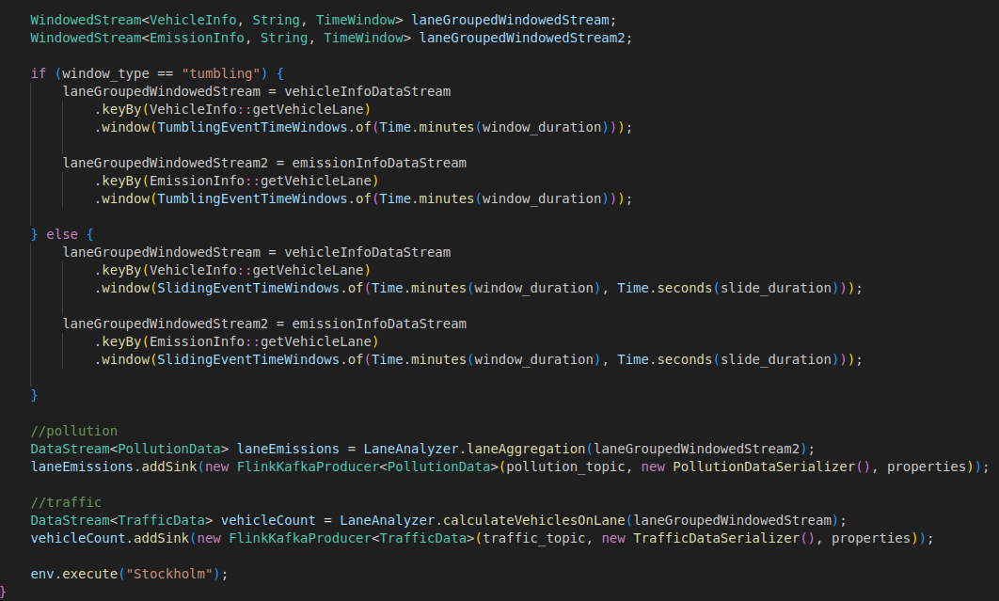 WindowedStream<VehicleInfo, String, TimeWindow> laneGroupedWindowedStream;
WindowedStream<EmissionInfo, String, TimeWindow> laneGroupedWindowedStream2;
if (window_type == "tumbling") {
laneGroupedWindowedStream = vehicleInfoDataStream
.keyBy(VehicleInfo::getVehicleLane)
.window(TumblingEventTimeWindows.of(Time.minutes(window_duration)));
laneGroupedWindowedStream2 = emissionInfoDataStream
.keyBy(EmissionInfo::getVehicleLane)
.window(TumblingEventTimeWindows.of(Time.minutes(window_duration)));
} else {
laneGroupedWindowedStream = vehicleInfoDataStream
.keyBy(VehicleInfo::getVehicleLane)
.window(SlidingEventTimeWindows.of(Time.minutes(window_duration), Time.seconds(slide_duration)));
laneGroupedWindowedStream2 = emissionInfoDataStream
.keyBy(EmissionInfo::getVehicleLane)
.window(SlidingEventTimeWindows.of(Time.minutes(window_duration), Time.seconds(slide_duration)));
}
//pollution
DataStream<PollutionData> laneEmissions = LaneAnalyzer.laneAggregation(laneGroupedWindowedStream2);
laneEmissions.addSink(new FlinkKafkaProducer<PollutionData>(pollution_topic, new PollutionDataSerializer(), properties));
//traffic
DataStream<TrafficData> vehicleCount = LaneAnalyzer.calculateVehiclesOnLane(laneGroupedWindowedStream);
vehicleCount.addSink(new FlinkKafkaProducer<TrafficData>(traffic_topic, new TrafficDataSerializer(), properties));
env.execute("Stockholm");
}